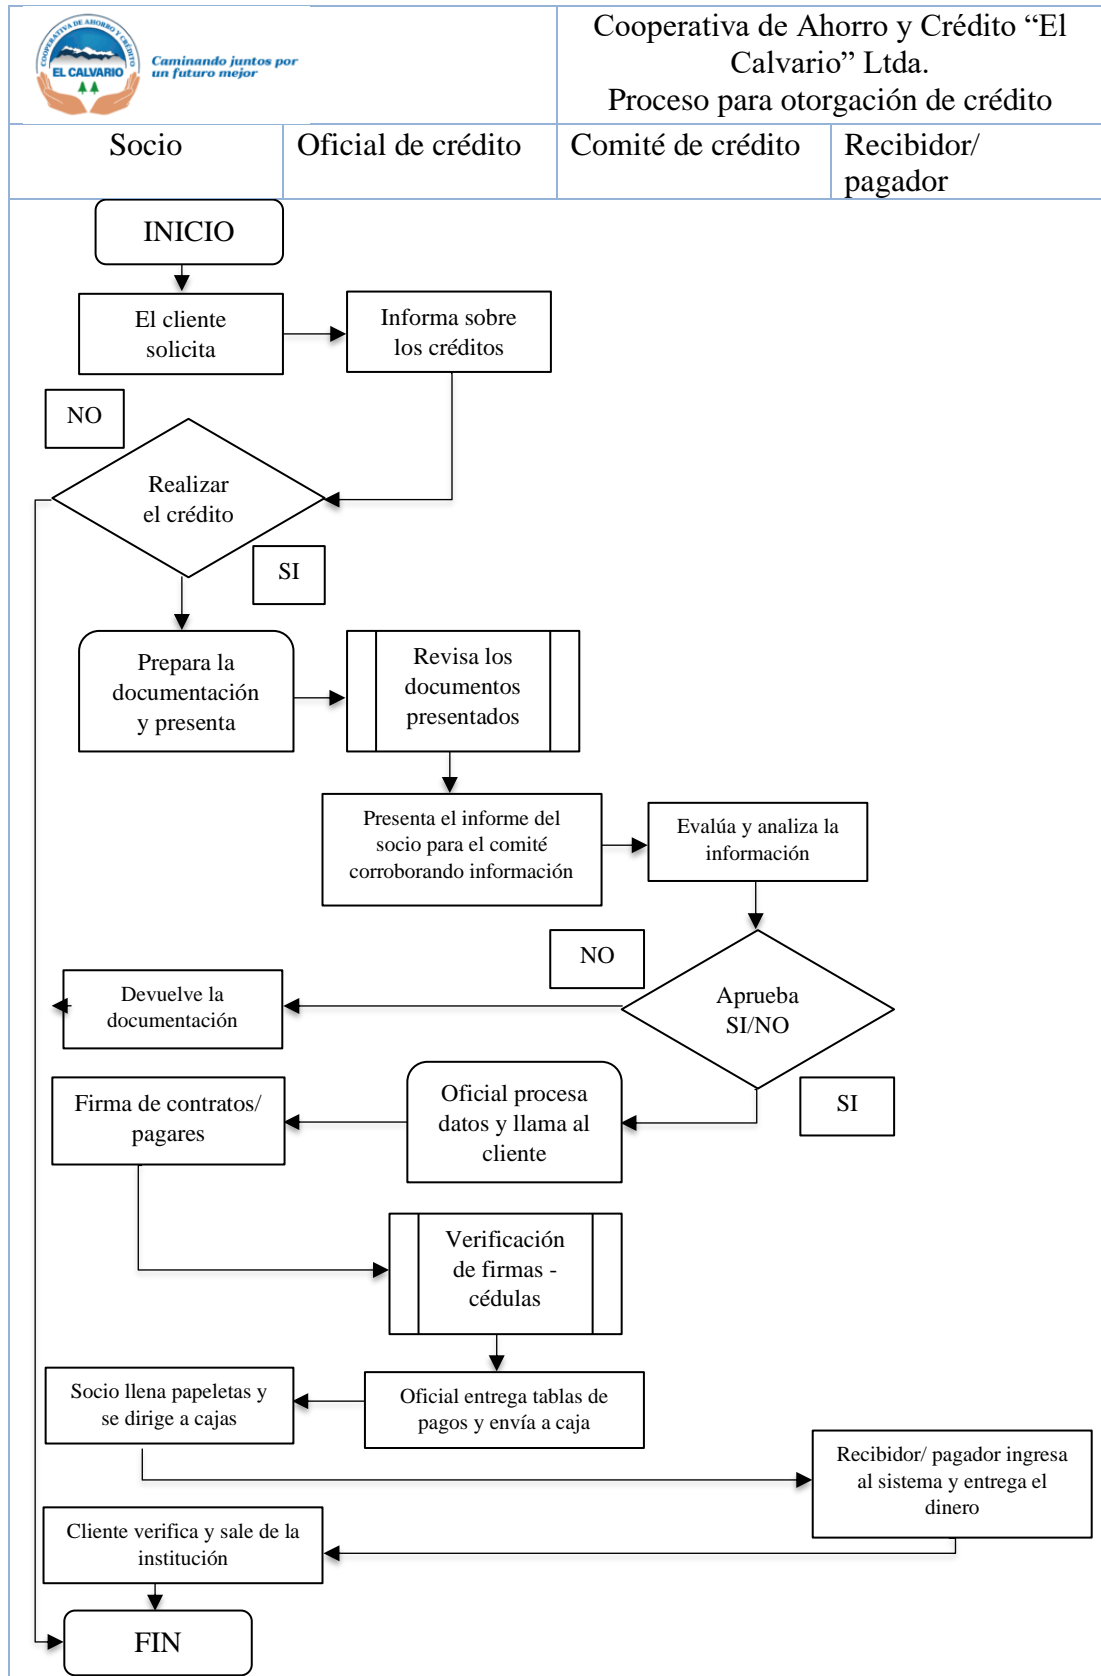 COOPERATIVA DE AHORRO Y CRÉDITO
EL CALVARIO
Caminando juntos por
un futuro mejor
Cooperativa de Ahorro y Crédito “El
Calvario” Ltda.
Proceso para otorgación de crédito
Socio
Oficial de crédito
Comité de crédito
Recibidor/
pagador
INICIO
El cliente
solicita
Informa sobre
los créditos
NO
Realizar
el crédito
SI
Prepara la
documentación
y presenta
Revisa los
documentos
presentados
Presenta el informe del
socio para el comité
corroborando información
Evalúa y analiza la
información
NO
Aprueba
SI/NO
Devuelve la
documentación
SI
Oficial procesa
datos y llama al
cliente
Firma de contratos/
pagares
Verificación
de firmas -
cédulas
Oficial entrega tablas de
pagos y envía a caja
Socio llena papeletas y
se dirige a cajas
Recibidor/ pagador ingresa
al sistema y entrega el
dinero
Cliente verifica y sale de la
institución
FIN